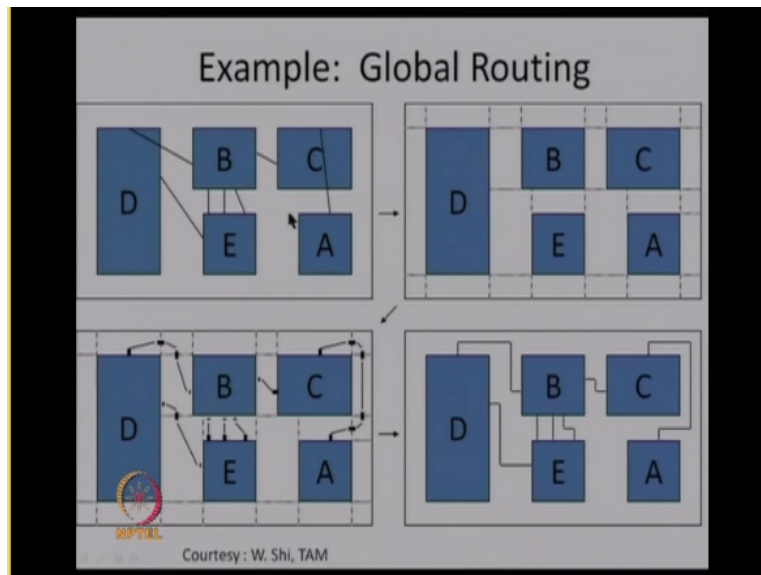 Example: Global Routing
D B C
E A
D B C
E A
D B C
E A
D B C
E A
NPTEL
Courtesy : W. Shi, TAM